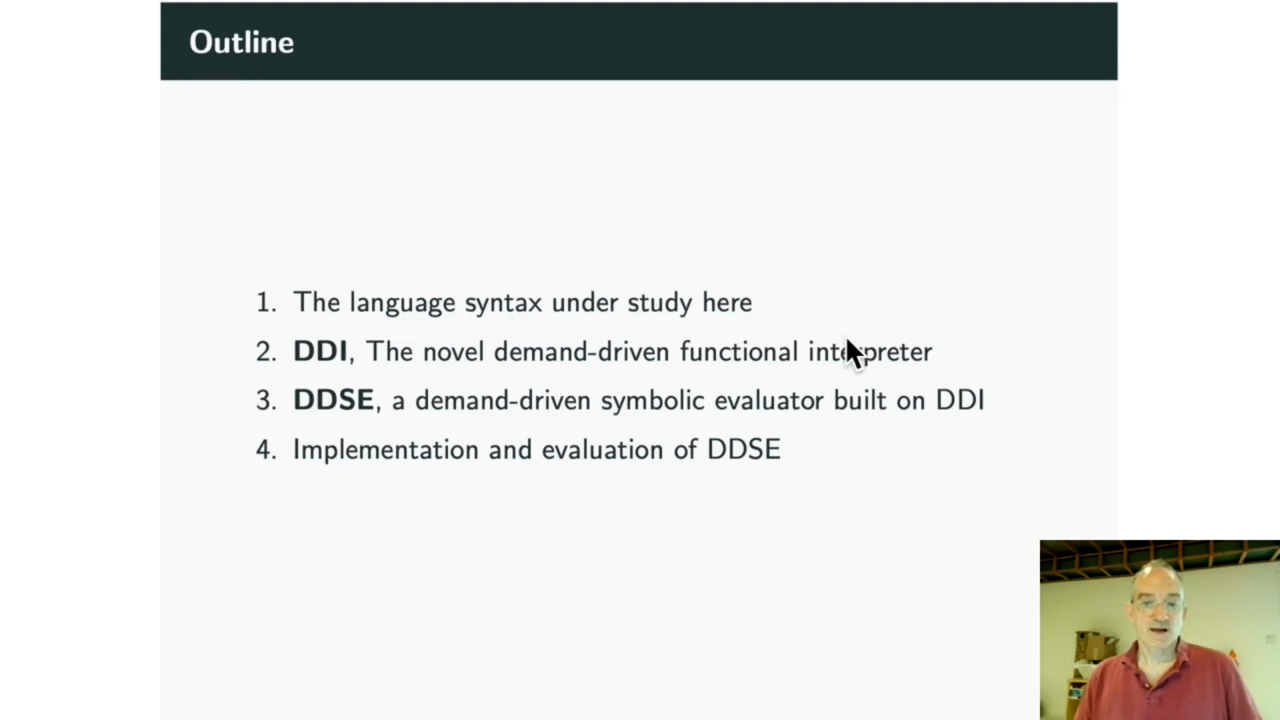 Outline
1. The language syntax under study here
2. DDI, The novel demand-driven functional interpreter
3. DDSE, a demand-driven symbolic evaluator built on DDI
4. Implementation and evaluation of DDSE